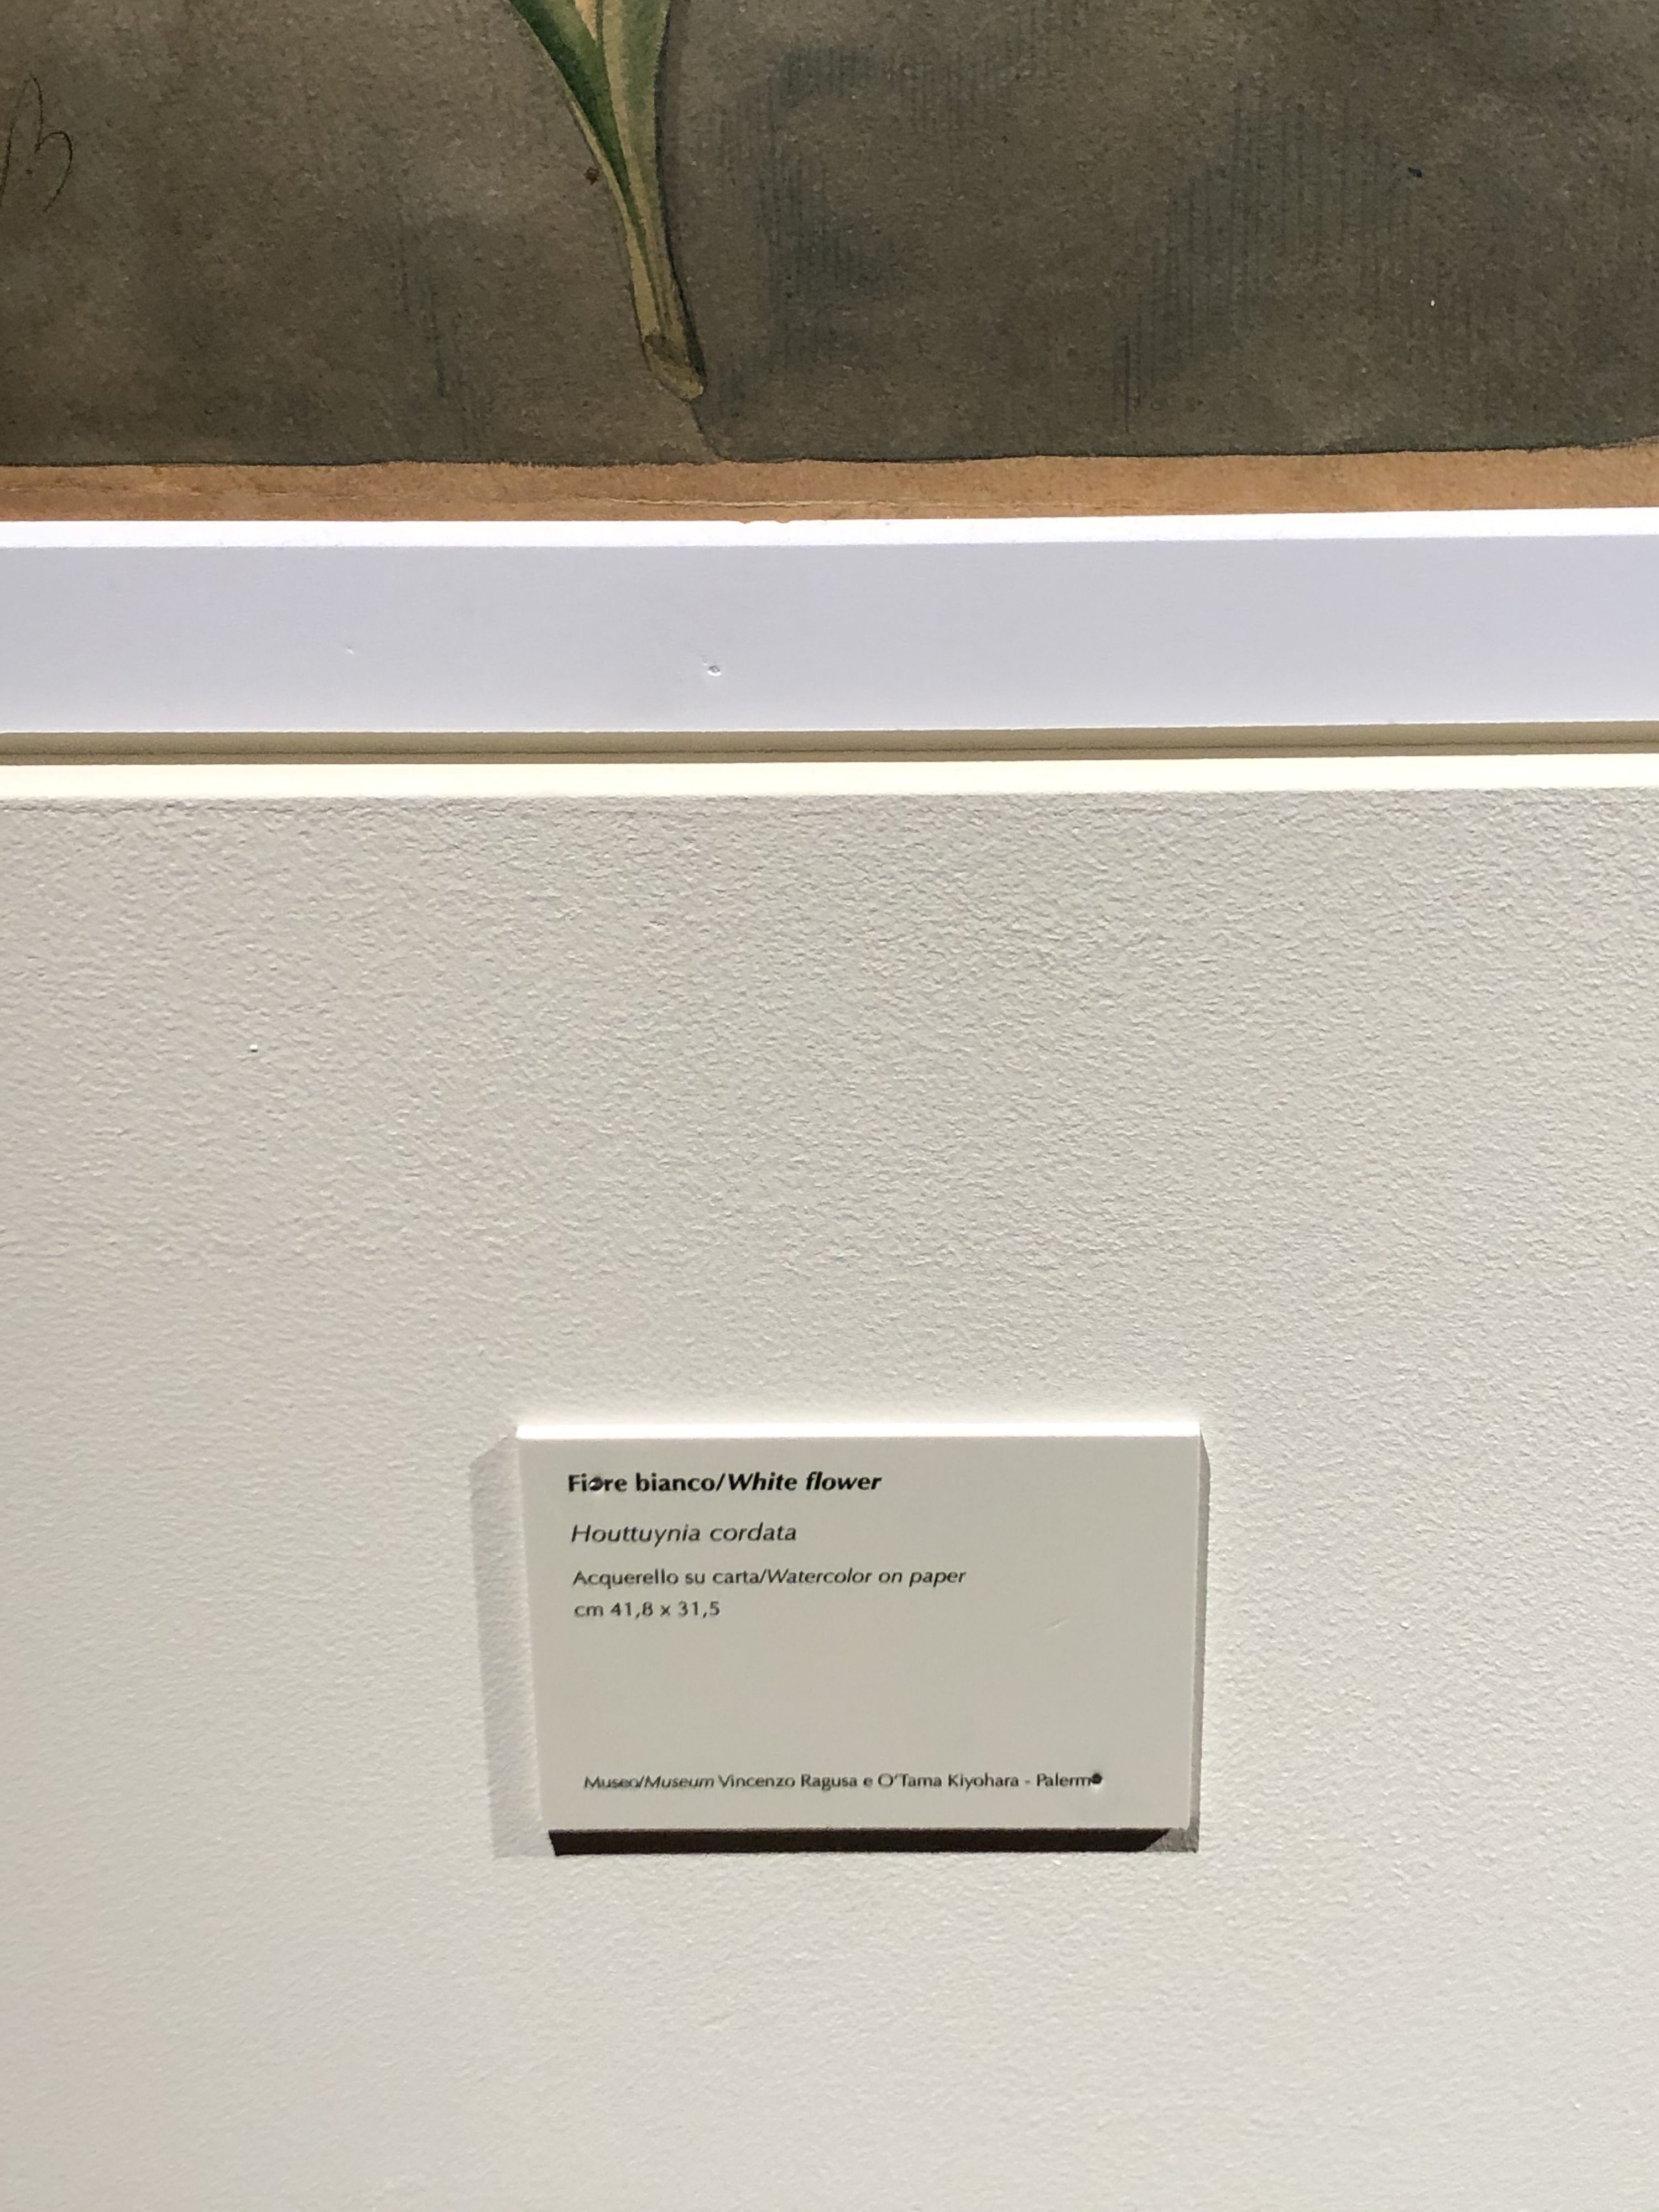 Fiore bianco/White flower
Houttuynia cordata
Acquerello su carta/Watercolor on paper
cm 41,8 x 31,5
Museo/Museum Vincenzo Ragusa e O'Tama Kiyohara - Palermo